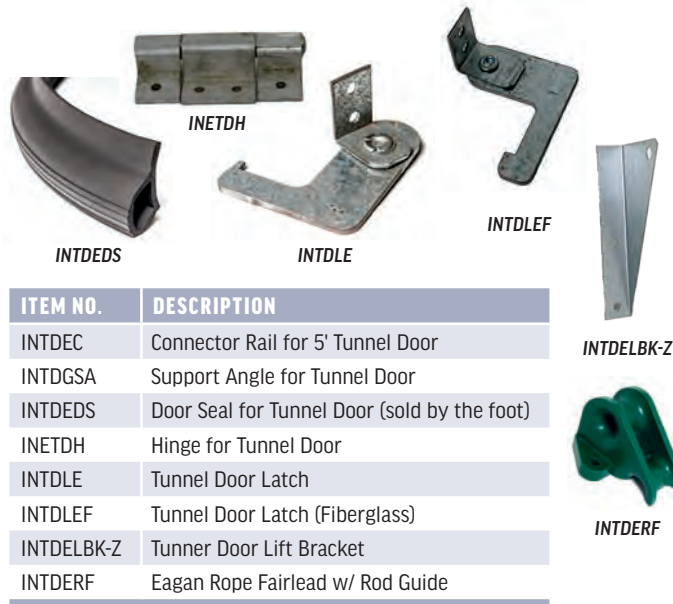 INETDH
INTDLEF
INTDEDS
INTDLE
INTDELBK-Z
INTDERF
ITEM NO. DESCRIPTION
INTDEC Connector Rail for 5' Tunnel Door
INTDGSA Support Angle for Tunnel Door
INTDEDS Door Seal for Tunnel Door (sold by the foot)
INETDH Hinge for Tunnel Door
INTDLE Tunnel Door Latch
INTDLEF Tunnel Door Latch (Fiberglass)
INTDELBK-Z Tunner Door Lift Bracket
INTDERF Eagan Rope Fairlead w/ Rod Guide